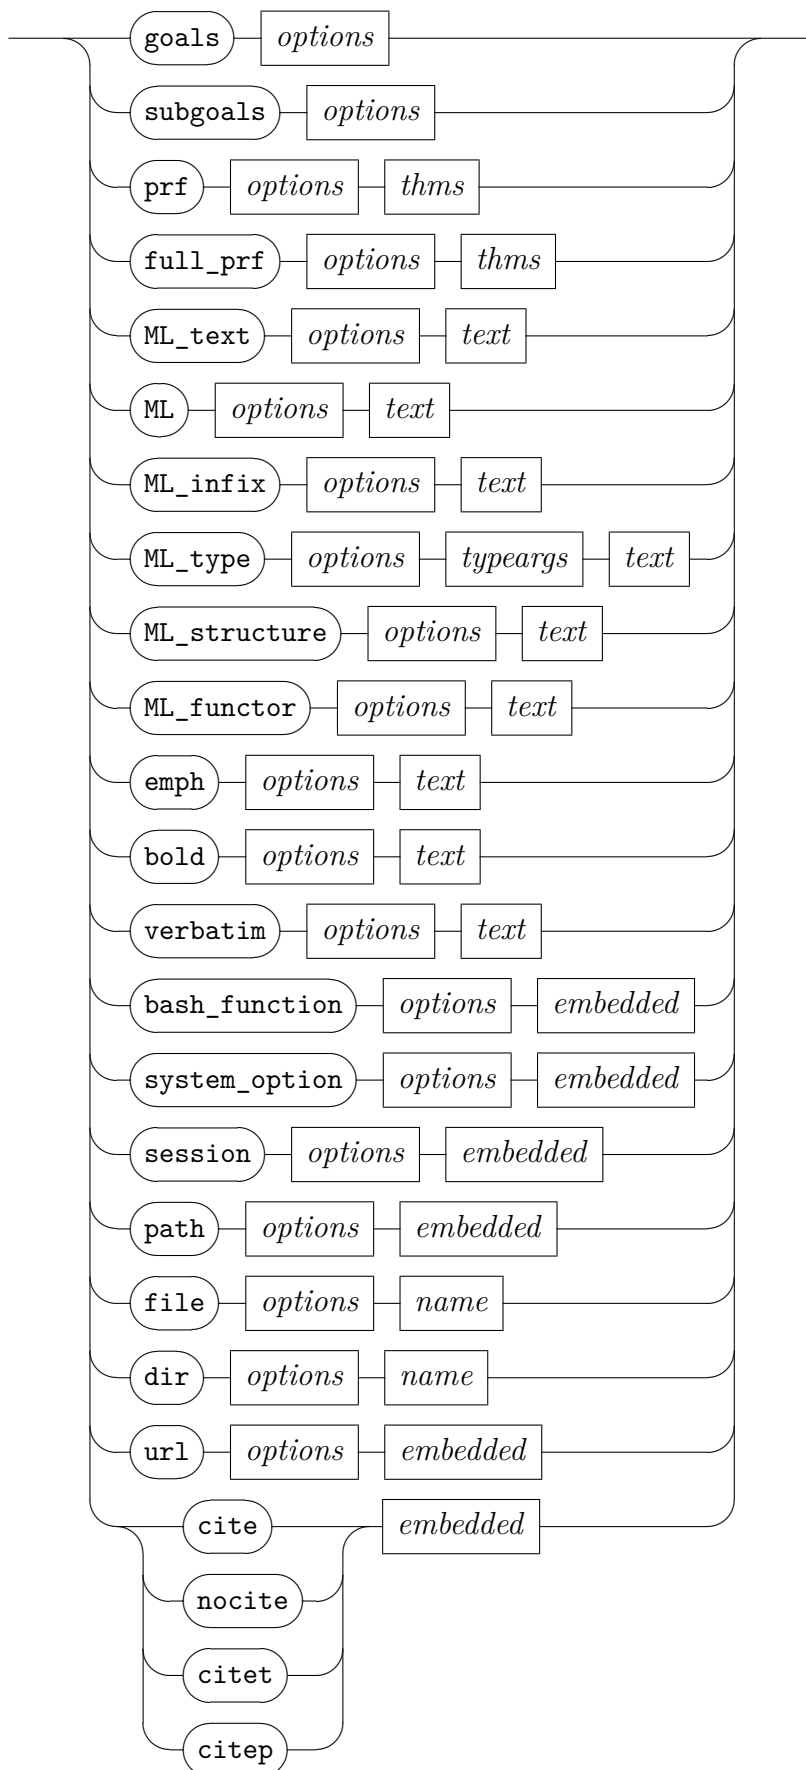 goals options
subgoals options
prf options thms
full_prf options thms
ML_text options text
ML options text
ML_infix options text
ML_type options typeargs text
ML_structure options text
ML_functor options text
emph options text
bold options text
verbatim options text
bash_function options embedded
system_option options embedded
session options embedded
path options embedded
file options name
dir options name
url options embedded
cite embedded
nocite
citet
citep